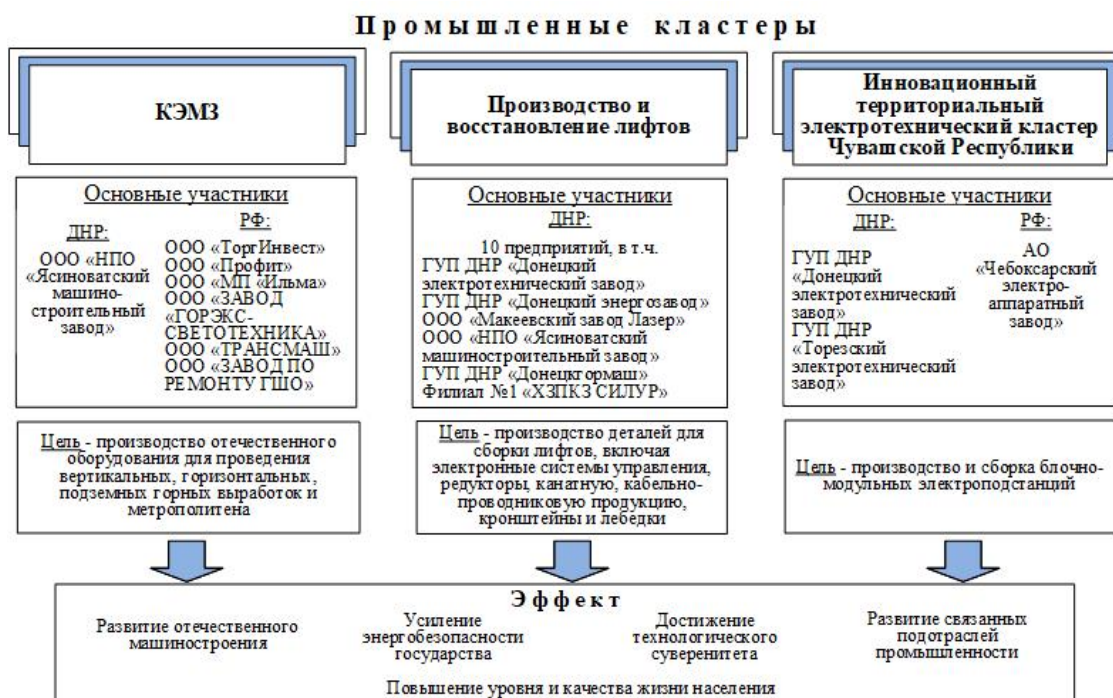 Промышленные кластеры
КЭМЗ
Основные участники
ДНР:
ООО «НПО
«Ясиноватский
машино-
строительный
завод»
РФ:
ООО «ТоргИнвест»
ООО «Профит»
ООО «МП «Ильма»
ООО «ЗАВОД
«ГОРЭКС-
СВЕТОТЕХНИКА»
ООО «ТРАНСМАШ»
ООО «ЗАВОД ПО
РЕМОНТУ ГШО»
Цель - производство отечественного
оборудования для проведения
вертикальных, горизонтальных,
подземных горных выработок и
метрополитена
Производство и
восстановление лифтов
Основные участники
ДНР:
10 предприятий, в т.ч.
ГУП ДНР «Донецкий
электротехнический завод»
ГУП ДНР «Донецкий энергозавод»
ООО «Макеевский завод Лазер»
ООО «НПО «Ясиноватский
машиностроительный завод»
ГУП ДНР «Донецкгормаш»
Филиал №1 «ХЗПКЗ СИЛУР»
Цель - производство деталей для
сборки лифтов, включая
электронные системы управления,
редукторы, канатную, кабельно-
проводниковую продукцию,
кронштейны и лебедки
Инновационный
территориальный
электротехнический кластер
Чувашской Республики
Основные участники
ДНР:
ГУП ДНР
«Донецкий
электротехнический
завод»
ГУП ДНР
«Торезский
электротехнический
завод»
РФ:
АО
«Чебоксарский
электро-
аппаратный
завод»
Цель - производство и сборка блочно-
модульных электроподстанций
Эффект
Развитие отечественного
машиностроения
Усиление
энергобезопасности
государства
Достижение
технологического
суверенитета
Развитие связанных
подотраслей
промышленности
Повышение уровня и качества жизни населения